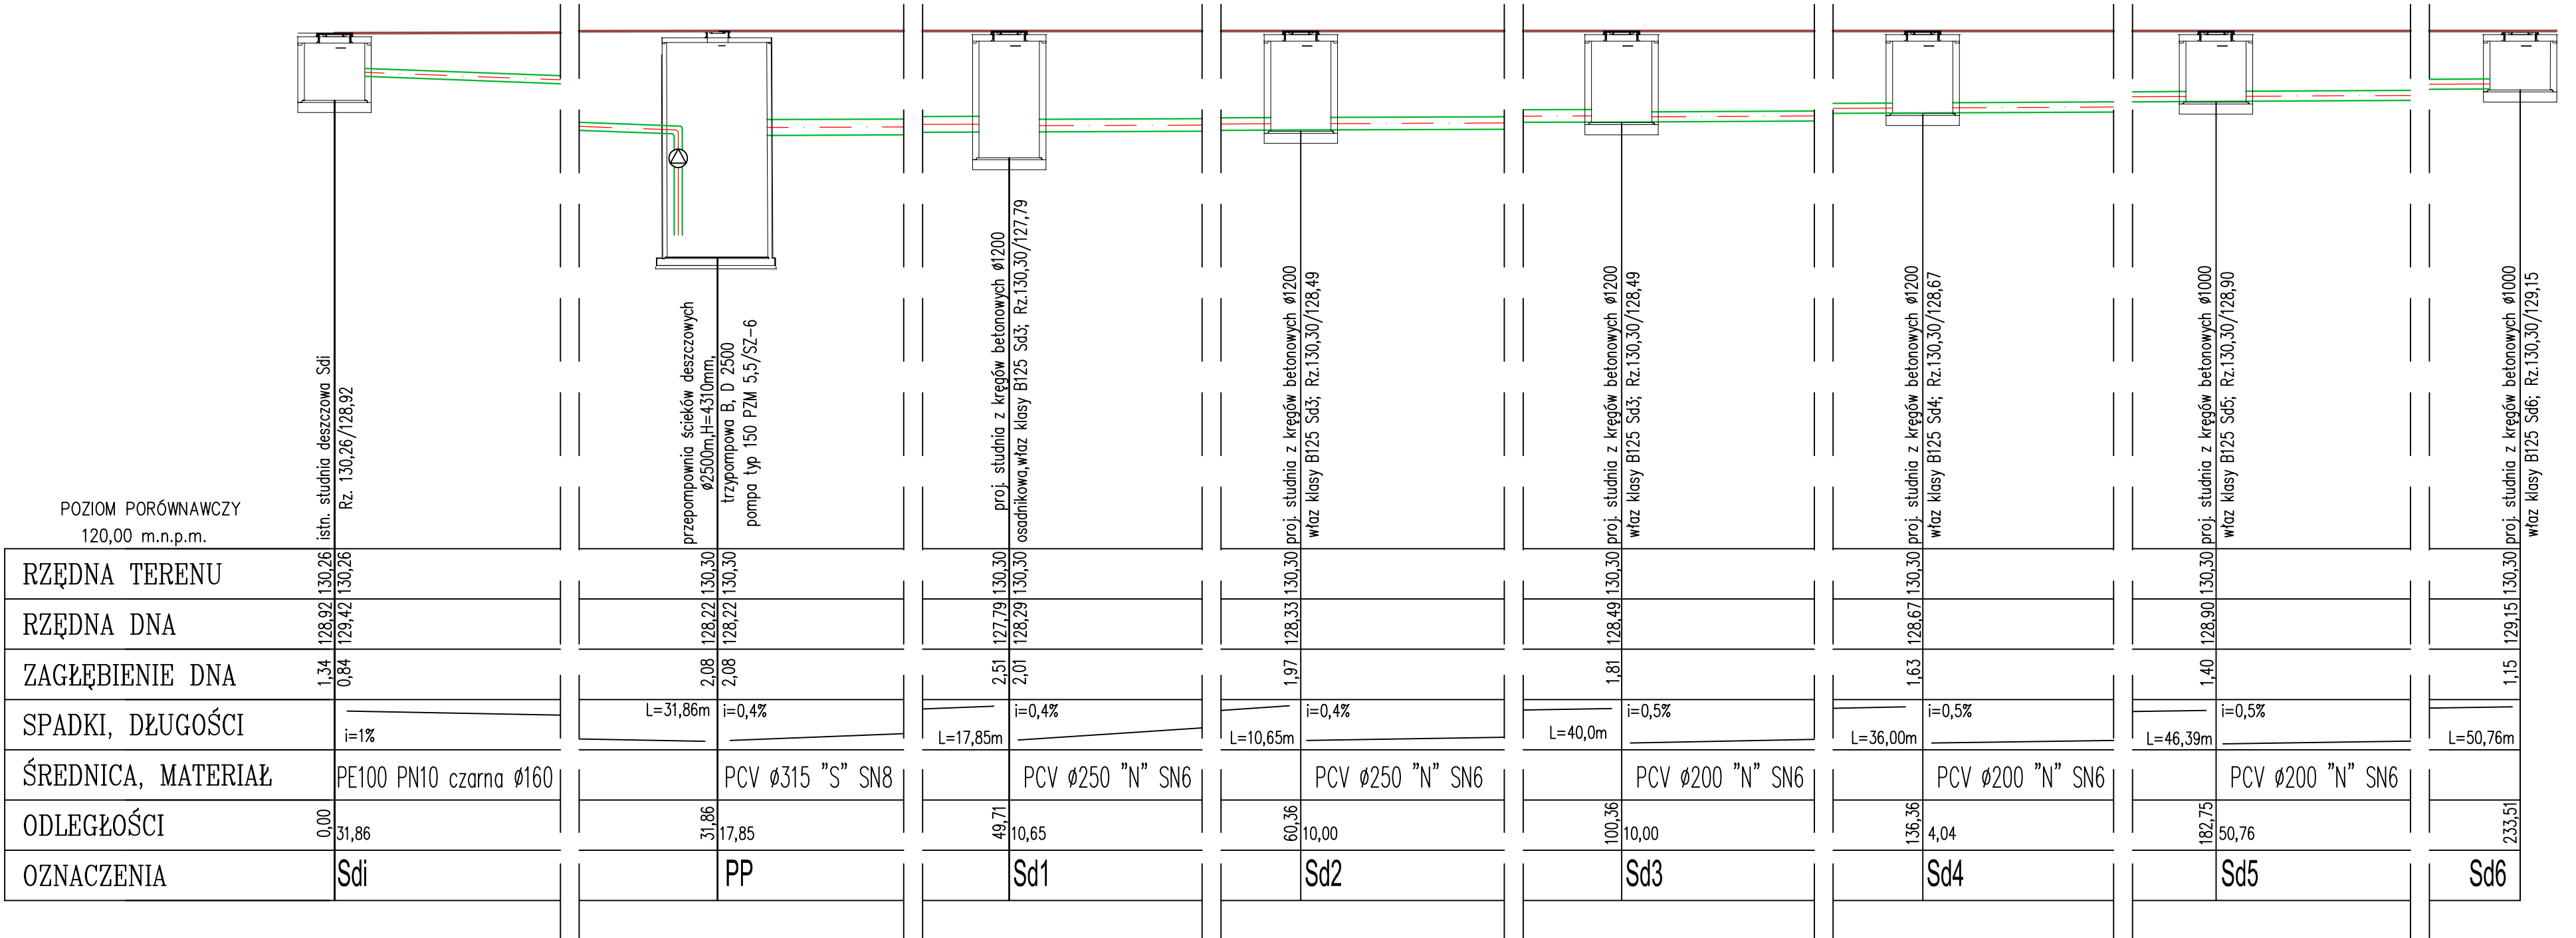 istn. studnia deszczowa Sdi
Rz. 130,26/128,92
przepompownia ścieków deszczowych
ø2500m,H=4310mm,
trzypompowa B, D 2500
pompa typ 150 PZM 5,5/SZ-6
proj. studnia z kręgów betonowych ø1200
osadnikowa,właz klasy B125 Sd3; Rz.130,30/127,79
proj. studnia z kręgów betonowych ø1200
właz klasy B125 Sd3; Rz.130,30/128,49
proj. studnia z kręgów betonowych ø1200
właz klasy B125 Sd3; Rz.130,30/128,49
proj. studnia z kręgów betonowych ø1200
właz klasy B125 Sd4; Rz.130,30/128,67
proj. studnia z kręgów betonowych ø1000
właz klasy B125 Sd5; Rz.130,30/128,90
proj. studnia z kręgów betonowych ø1000
właz klasy B125 Sd6; Rz.130,30/129,15
POZIOM PORÓWNAWCZY
120,00 m.n.p.m.
RZĘDNA TERENU 130,26 130,26 130,30 130,30 130,30 130,30 130,30 130,30 130,30 130,30 130,30
RZĘDNA DNA 128,92 129,42 128,22 128,22 127,79 128,29 128,33 128,49 128,67 128,90 129,15
ZAGŁĘBIENIE DNA 1,34 0,84 2,08 2,08 2,51 2,01 1,97 1,81 1,63 1,40 1,15
SPADKI, DŁUGOŚCI i=1% L=31,86m i=0,4% L=17,85m i=0,4% L=10,65m i=0,4% L=40,0m i=0,5% L=36,00m i=0,5% L=46,39m i=0,5% L=50,76m
ŚREDNICA, MATERIAŁ PE100 PN10 czarna ø160 PCV ø315 "S" SN8 PCV ø250 "N" SN6 PCV ø250 "N" SN6 PCV ø200 "N" SN6 PCV ø200 "N" SN6 PCV ø200 "N" SN6
ODLEGŁOŚCI 0,00 31,86 31,86 17,85 49,71 10,65 60,36 10,00 100,36 10,00 136,36 4,04 182,75 50,76 233,51
OZNACZENIA Sdi PP Sd1 Sd2 Sd3 Sd4 Sd5 Sd6